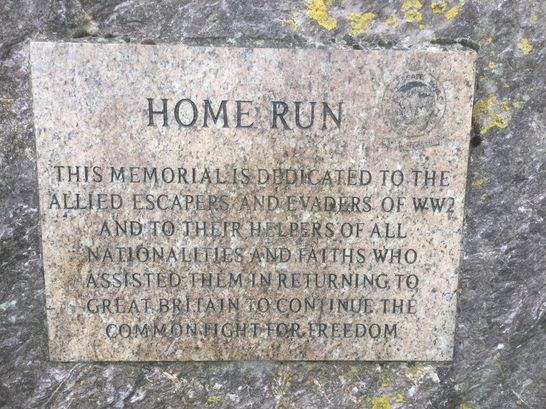 HOME RUN
THIS MEMORIAL IS DEDICATED TO THE
ALLIED ESCAPERS AND EVADERS OF WW2
AND TO THEIR HELPERS OF ALL
NATIONALITIES AND FAITHS WHO
ASSISTED THEM IN RETURNING TO
GREAT BRITAIN TO CONTINUE THE
COMMON FIGHT FOR FREEDOM